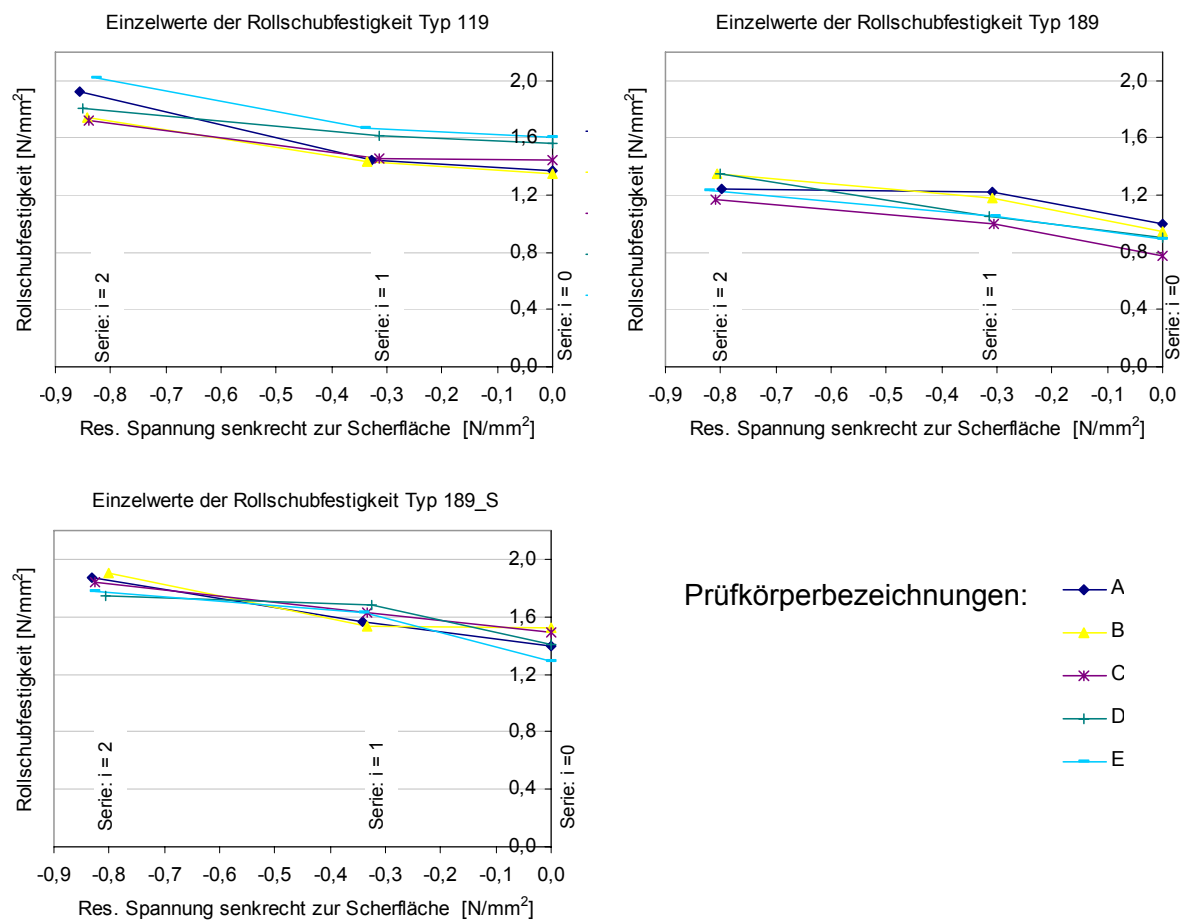 Einzelwerte der Rollschubfestigkeit Typ 119
Rollschubfestigkeit [N/mm²]
2,0
1,6
1,2
0,8
0,4
0,0
Serie: i = 2
Serie: i = 1
Serie: i = 0
-0,9 -0,8 -0,7 -0,6 -0,5 -0,4 -0,3 -0,2 -0,1 0,0
Res. Spannung senkrecht zur Scherfläche [N/mm²]
Einzelwerte der Rollschubfestigkeit Typ 189
Rollschubfestigkeit [N/mm²]
2,0
1,6
1,2
0,8
0,4
0,0
Serie: i = 2
Serie: i = 1
Serie: i =0
-0,9 -0,8 -0,7 -0,6 -0,5 -0,4 -0,3 -0,2 -0,1 0,0
Res. Spannung senkrecht zur Scherfläche [N/mm²]
Einzelwerte der Rollschubfestigkeit Typ 189_S
Rollschubfestigkeit [N/mm²]
2,0
1,6
1,2
0,8
0,4
0,0
Serie: i = 2
Serie: i = 1
Serie: i =0
-0,9 -0,8 -0,7 -0,6 -0,5 -0,4 -0,3 -0,2 -0,1 0,0
Res. Spannung senkrecht zur Scherfläche [N/mm²]
Prüfkörperbezeichnungen:
A
B
C
D
E